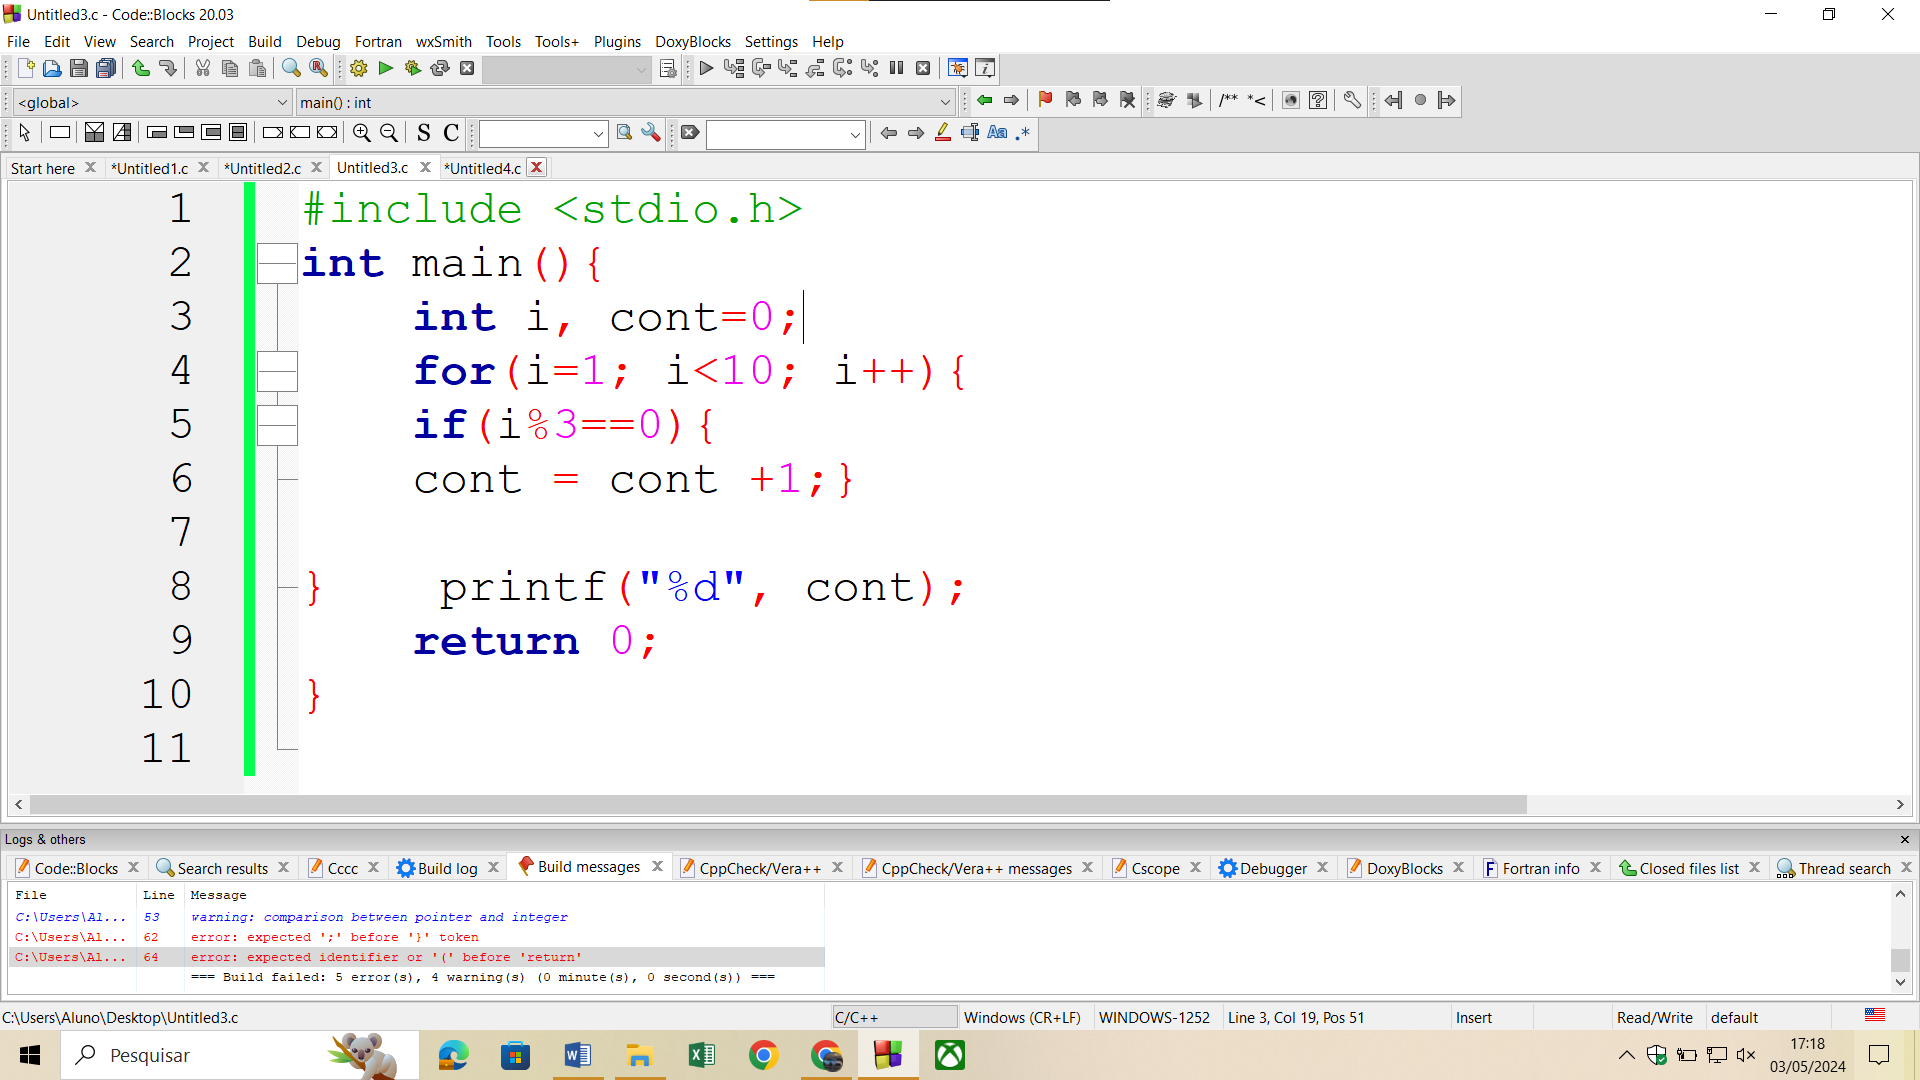 Untitled3.c - Code::Blocks 20.03
File Edit View Search Project Build Debug Fortran wxSmith Tools Tools+ Plugins DoxyBlocks Settings Help
<global> main() : int /** *<
S C Aa .*
Start here *Untitled1.c *Untitled2.c Untitled3.c *Untitled4.c
1 #include <stdio.h>
2 int main(){
3 int i, cont=0;
4 for(i=1; i<10; i++){
5 if(i%3==0){
6 cont = cont +1;}
7
8 } printf("%d", cont);
9 return 0;
10 }
11
Logs & others
Code::Blocks Search results Cccc Build log Build messages CppCheck/Vera++ CppCheck/Vera++ messages Cscope Debugger DoxyBlocks Fortran info Closed files list Thread search
File Line Message
C:\Users\Al... 53 warning: comparison between pointer and integer
C:\Users\Al... 62 error: expected ';' before '}' token
C:\Users\Al... 64 error: expected identifier or '(' before 'return'
=== Build failed: 5 error(s), 4 warning(s) (0 minute(s), 0 second(s)) ===
C:\Users\Aluno\Desktop\Untitled3.c C/C++ Windows (CR+LF) WINDOWS-1252 Line 3, Col 19, Pos 51 Insert Read/Write default
Pesquisar
17:18
03/05/2024